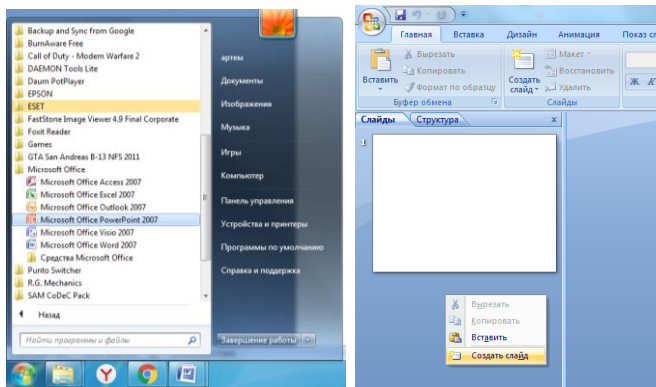 Backup and Sync from Google
BurnAware Free
Call of Duty - Modern Warfare 2
DAEMON Tools Lite
Daum PotPlayer
EPSON
ESET
FastStone Image Viewer 4.9 Final Corporate
Foxit Reader
Games
GTA San Andreas B-13 NFS 2011
Microsoft Office
Microsoft Office Access 2007
Microsoft Office Excel 2007
Microsoft Office Outlook 2007
Microsoft Office PowerPoint 2007
Microsoft Office Visio 2007
Microsoft Office Word 2007
Средства Microsoft Office
Punto Switcher
R.G. Mechanics
SAM CoDeC Pack
Назад
Найти программы и файлы
артем
Документы
Изображения
Музыка
Игры
Компьютер
Панель управления
Устройства и принтеры
Программы по умолчанию
Справка и поддержка
Завершение работы
Главная Вставка Дизайн Анимация Показ сл
Вставить
Вырезать
Копировать
Формат по образцу
Буфер обмена
Создать
слайд
Макет
Восстановить
Удалить
Слайды
Ж К
Слайды Структура x
1
Вырезать
Копировать
Вставить
Создать слайд